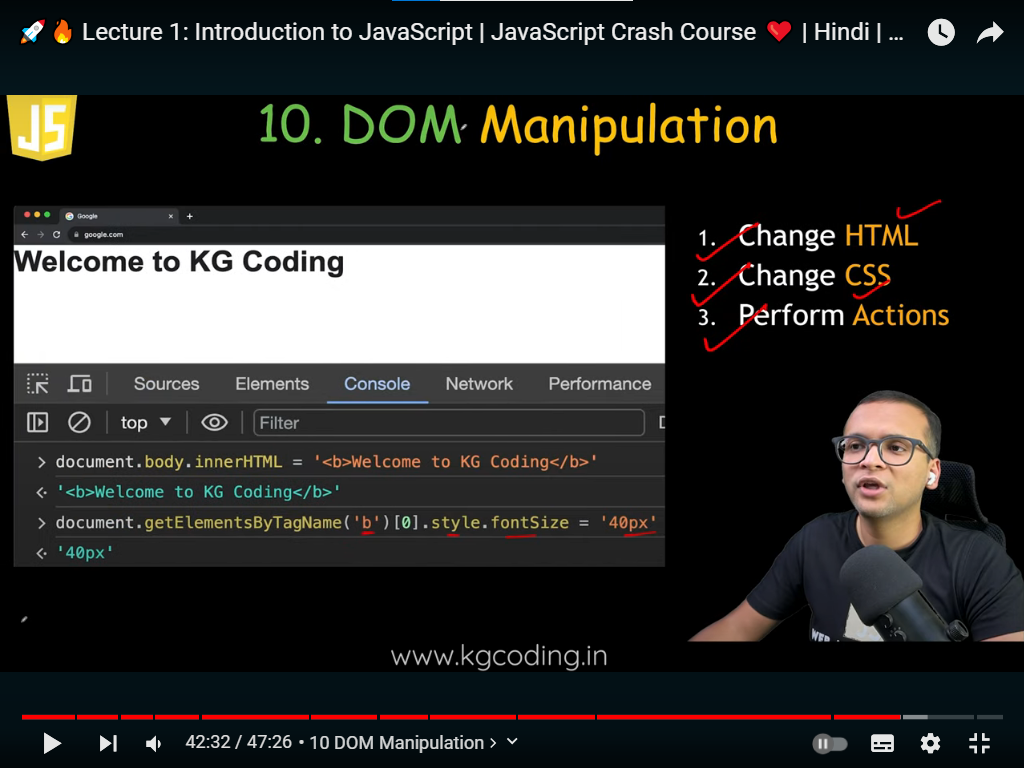 🚀🔥 Lecture 1: Introduction to JavaScript | JavaScript Crash Course ❤️ | Hindi | ...
JS
10. DOM Manipulation
Google
google.com
Welcome to KG Coding
1. Change HTML
2. Change CSS
3. Perform Actions
Sources Elements Console Network Performance
top Filter
> document.body.innerHTML = '<b>Welcome to KG Coding</b>'
'<b>Welcome to KG Coding</b>'
> document.getElementsByTagName('b')[0].style.fontSize = '40px'
'40px'
www.kgcoding.in
42:32 / 47:26 • 10 DOM Manipulation >